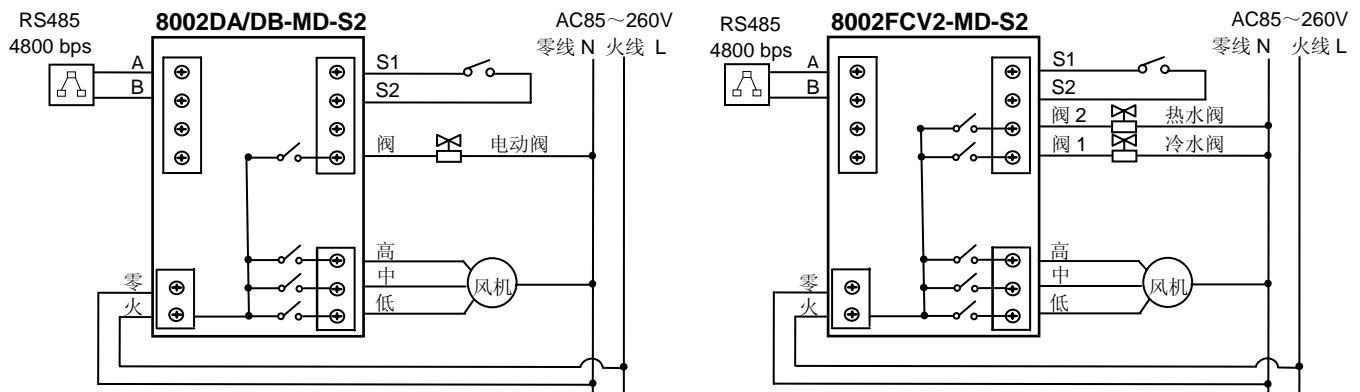 RS485
4800 bps
8002DA/DB-MD-S2
AC85～260V
零线 N 火线 L
A
B
S1
S2
阀
电动阀
高
中
低
风机
零
火
RS485
4800 bps
8002FCV2-MD-S2
AC85～260V
零线 N 火线 L
A
B
S1
S2
阀 2 热水阀
阀 1 冷水阀
高
中
低
风机
零
火